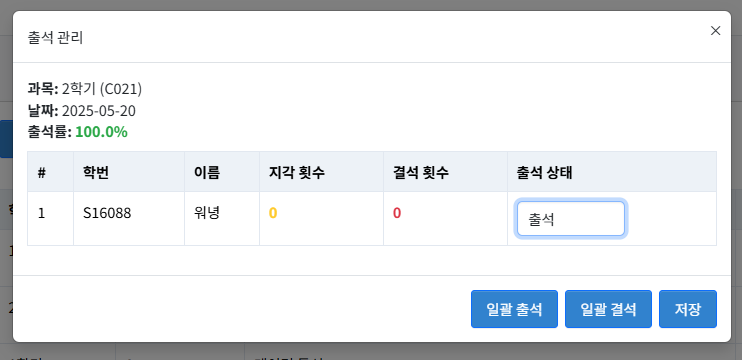 출석 관리
×
과목: 2학기 (C021)
날짜: 2025-05-20
출석률: 100.0%
# 학번 이름 지각 횟수 결석 횟수 출석 상태
1 S16088 워녕 0 0 출석
일괄 출석 일괄 결석 저장